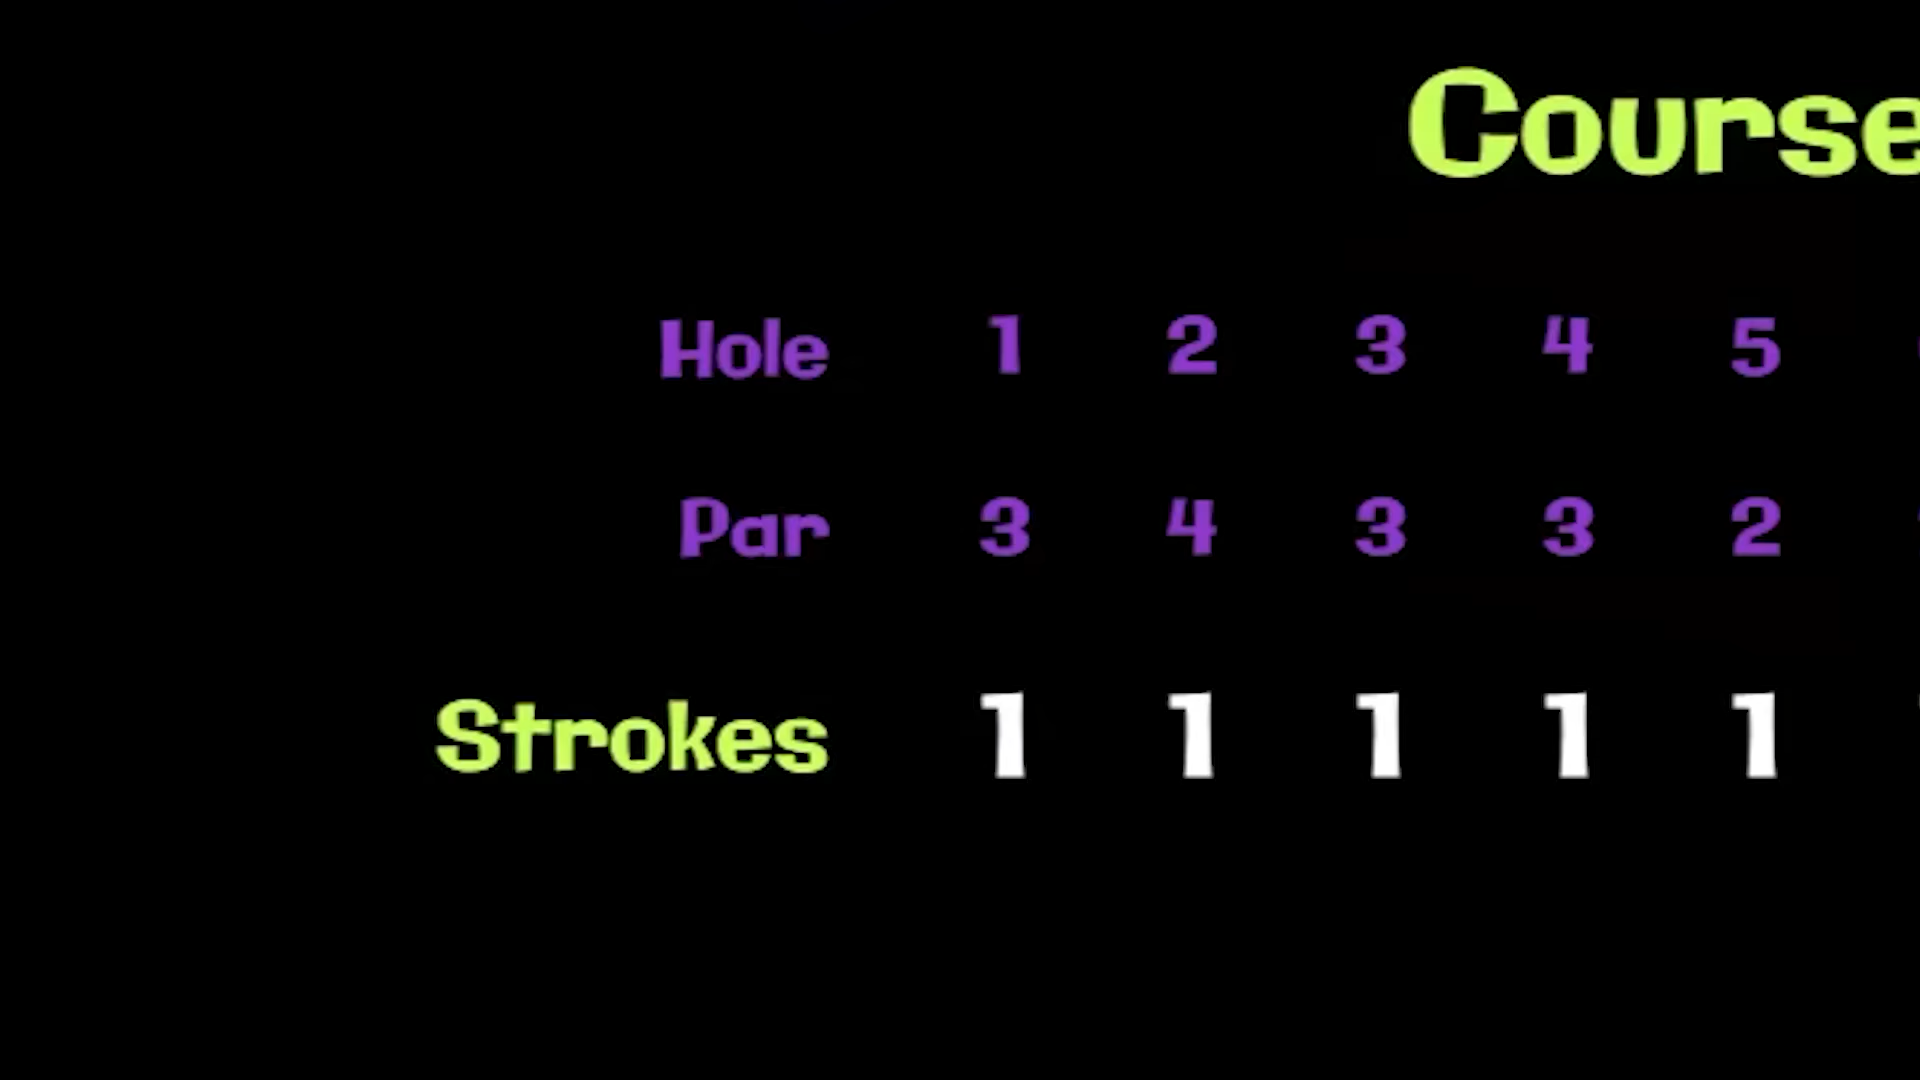 Course
Hole 1 2 3 4 5
Par 3 4 3 3 2
Strokes 1 1 1 1 1